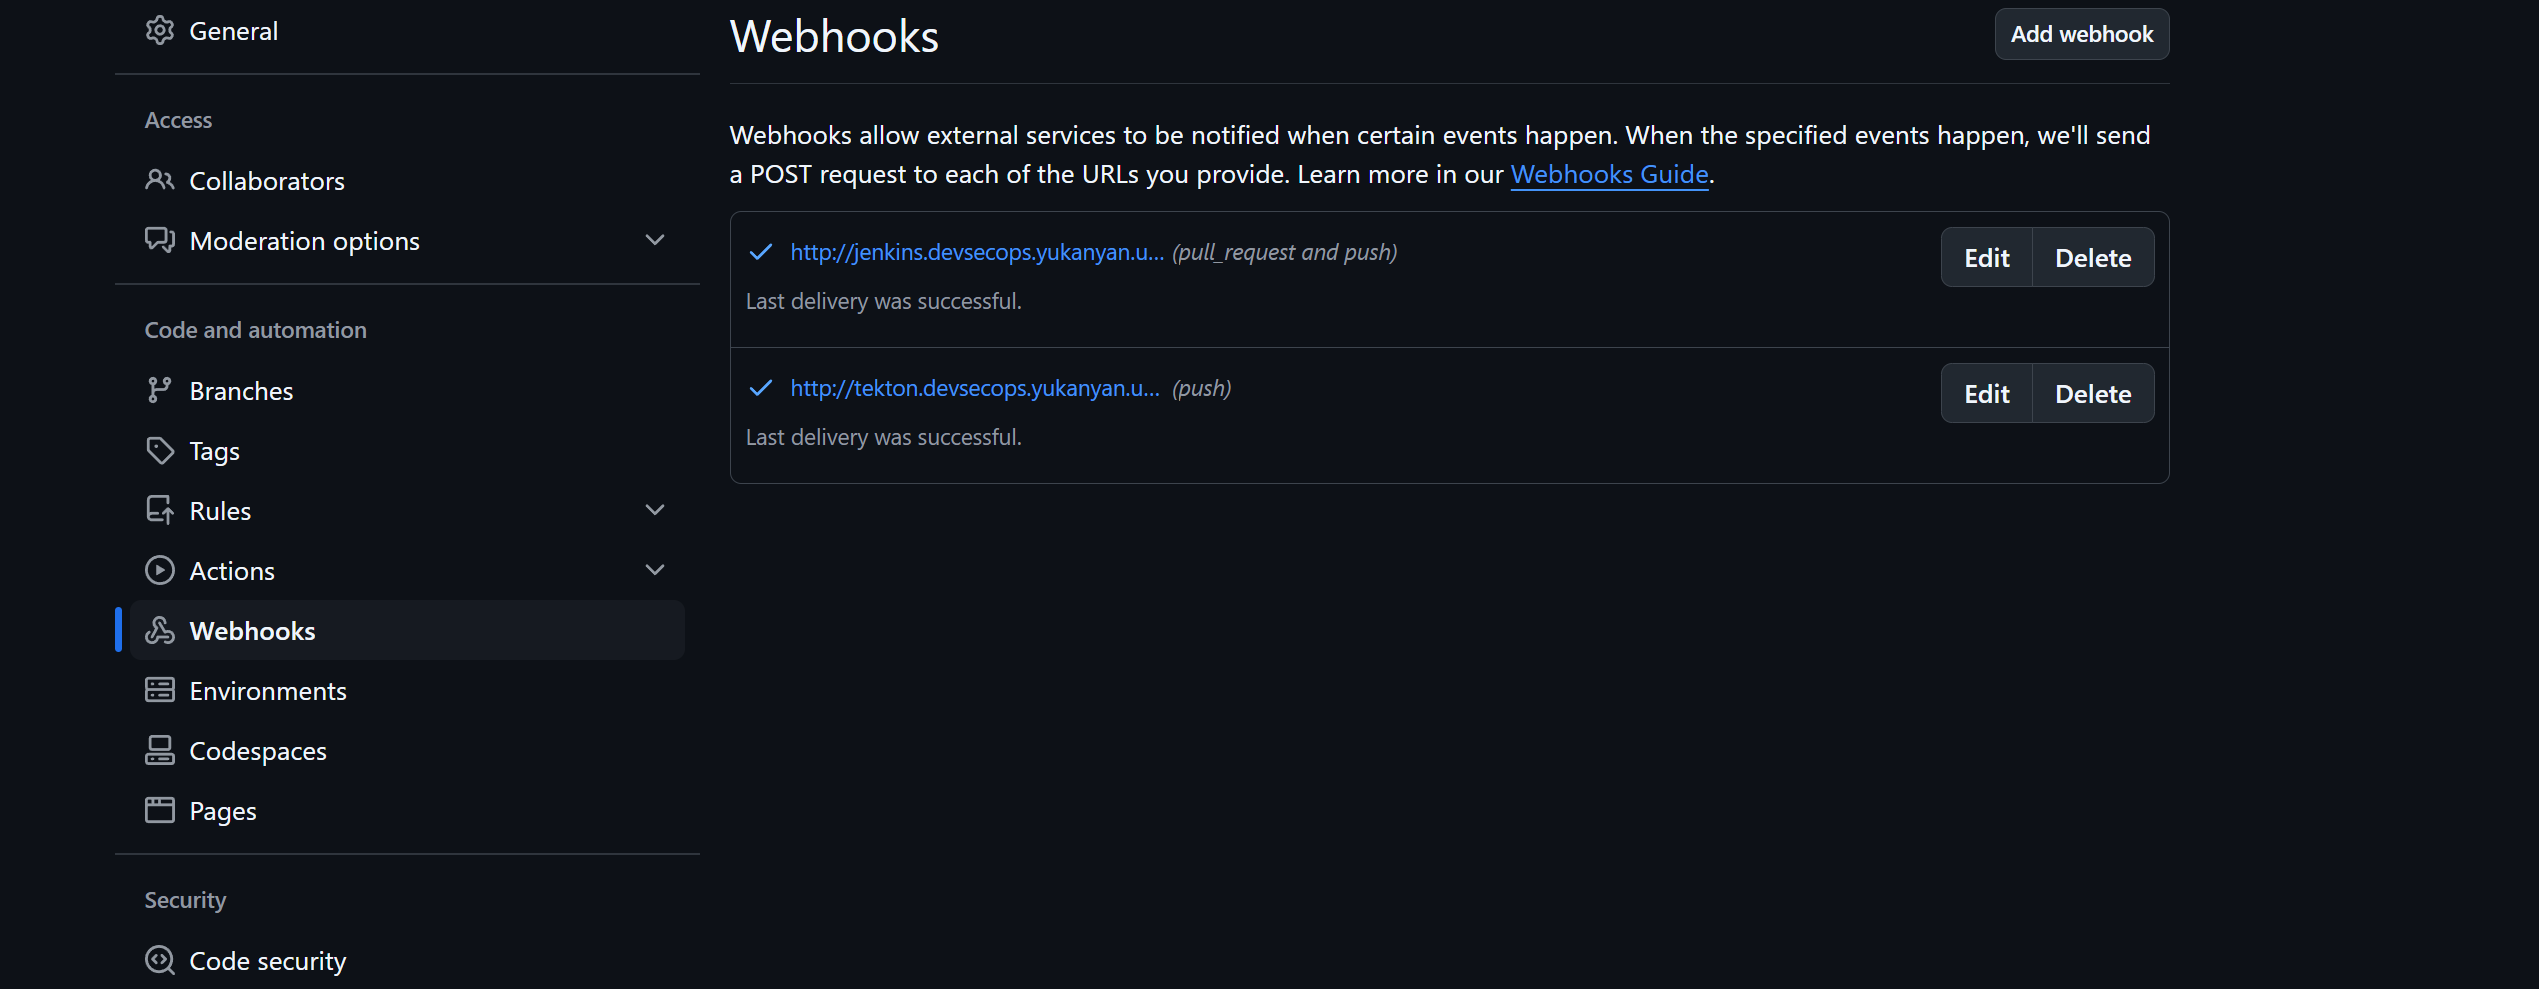 General
Access
Collaborators
Moderation options
Code and automation
Branches
Tags
Rules
Actions
Webhooks
Environments
Codespaces
Pages
Security
Code security
Webhooks
Add webhook
Webhooks allow external services to be notified when certain events happen. When the specified events happen, we'll send
a POST request to each of the URLs you provide. Learn more in our Webhooks Guide.
http://jenkins.devsecops.yukanyan.u... (pull_request and push)
Edit
Delete
Last delivery was successful.
http://tekton.devsecops.yukanyan.u... (push)
Edit
Delete
Last delivery was successful.